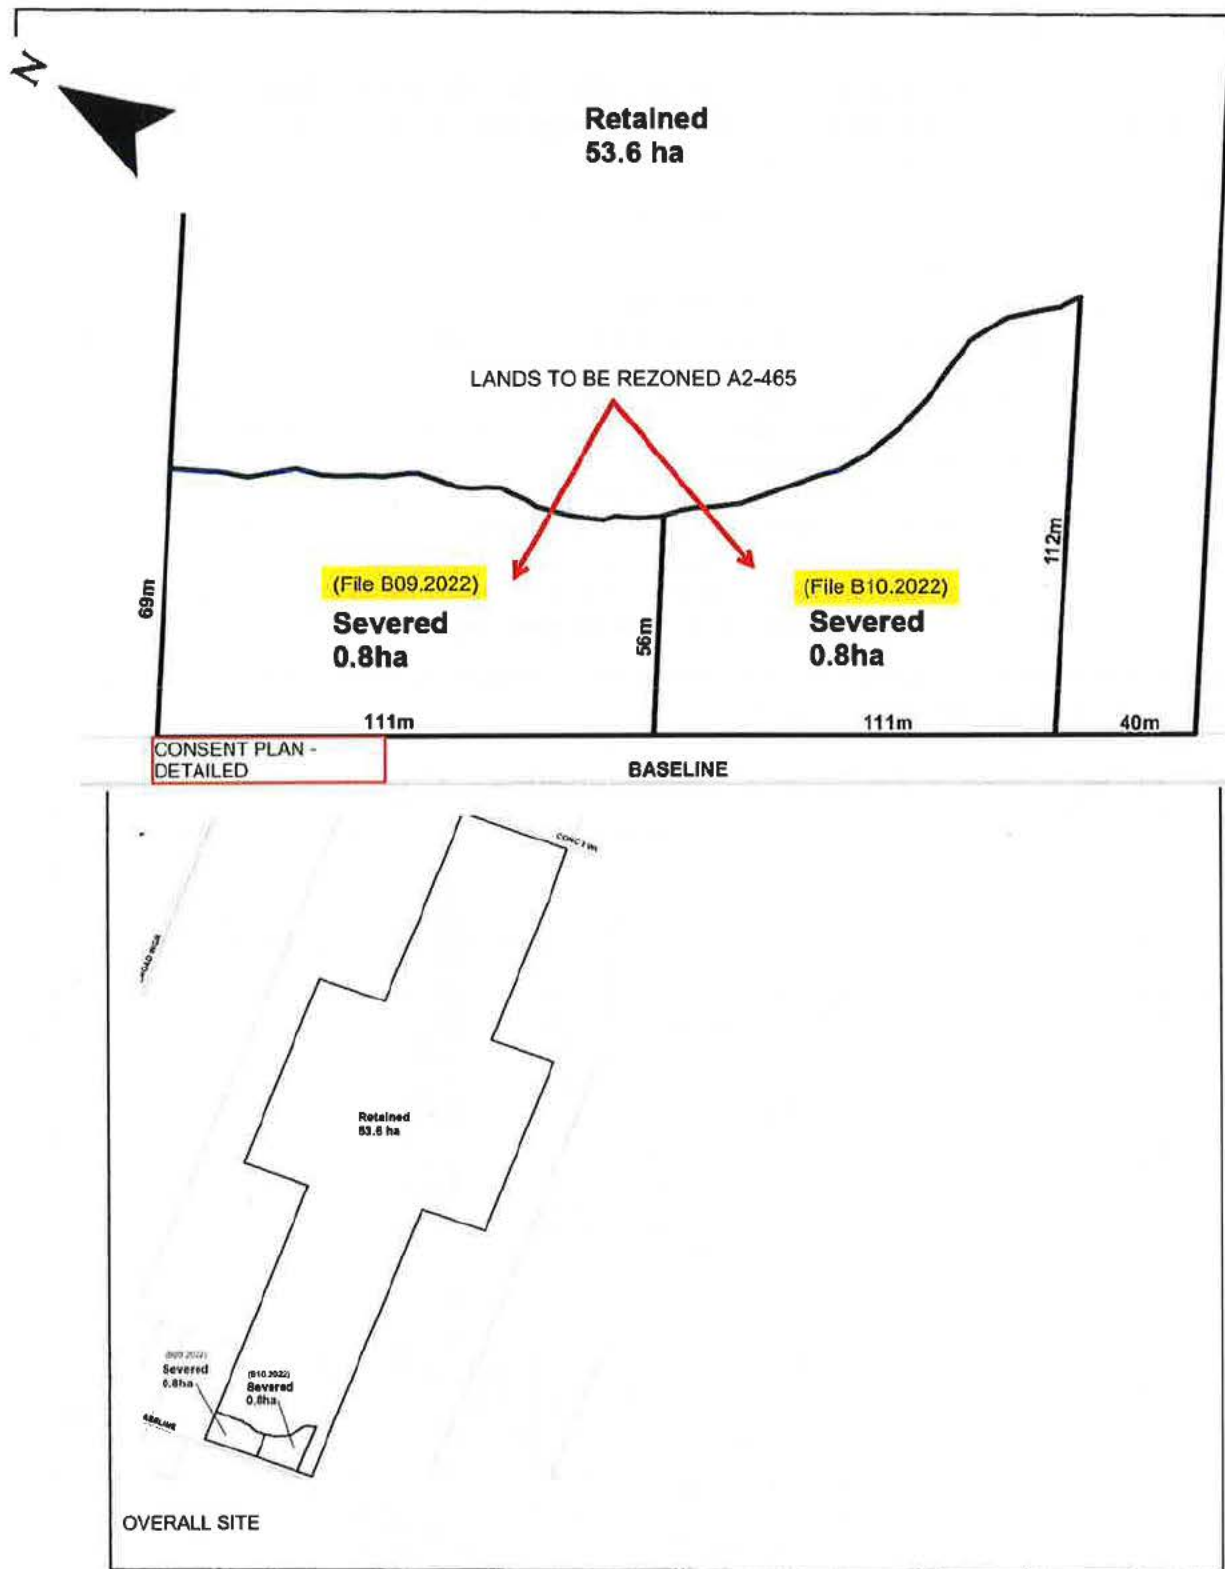 N
Retained
53.6 ha
LANDS TO BE REZONED A2-465
69m
(File B09.2022)
Severed
0.8ha
56m
(File B10.2022)
Severed
0.8ha
112m
111m
111m
40m
CONSENT PLAN -
DETAILED
BASELINE
Retained
53.6 ha
Severed
0.8ha
(B10.2022)
Severed
0.8ha
OVERALL SITE